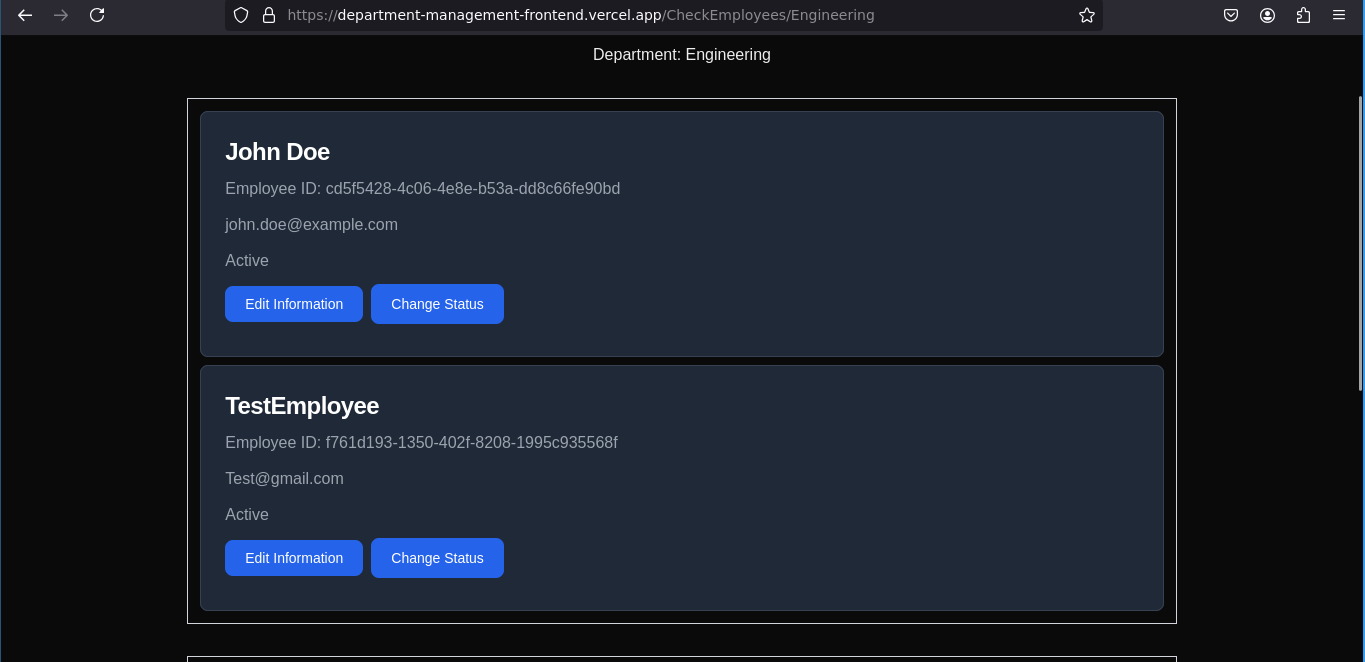 https://department-management-frontend.vercel.app/CheckEmployees/Engineering
Department: Engineering
John Doe
Employee ID: cd5f5428-4c06-4e8e-b53a-dd8c66fe90bd
john.doe@example.com
Active
Edit Information Change Status
TestEmployee
Employee ID: f761d193-1350-402f-8208-1995c935568f
Test@gmail.com
Active
Edit Information Change Status